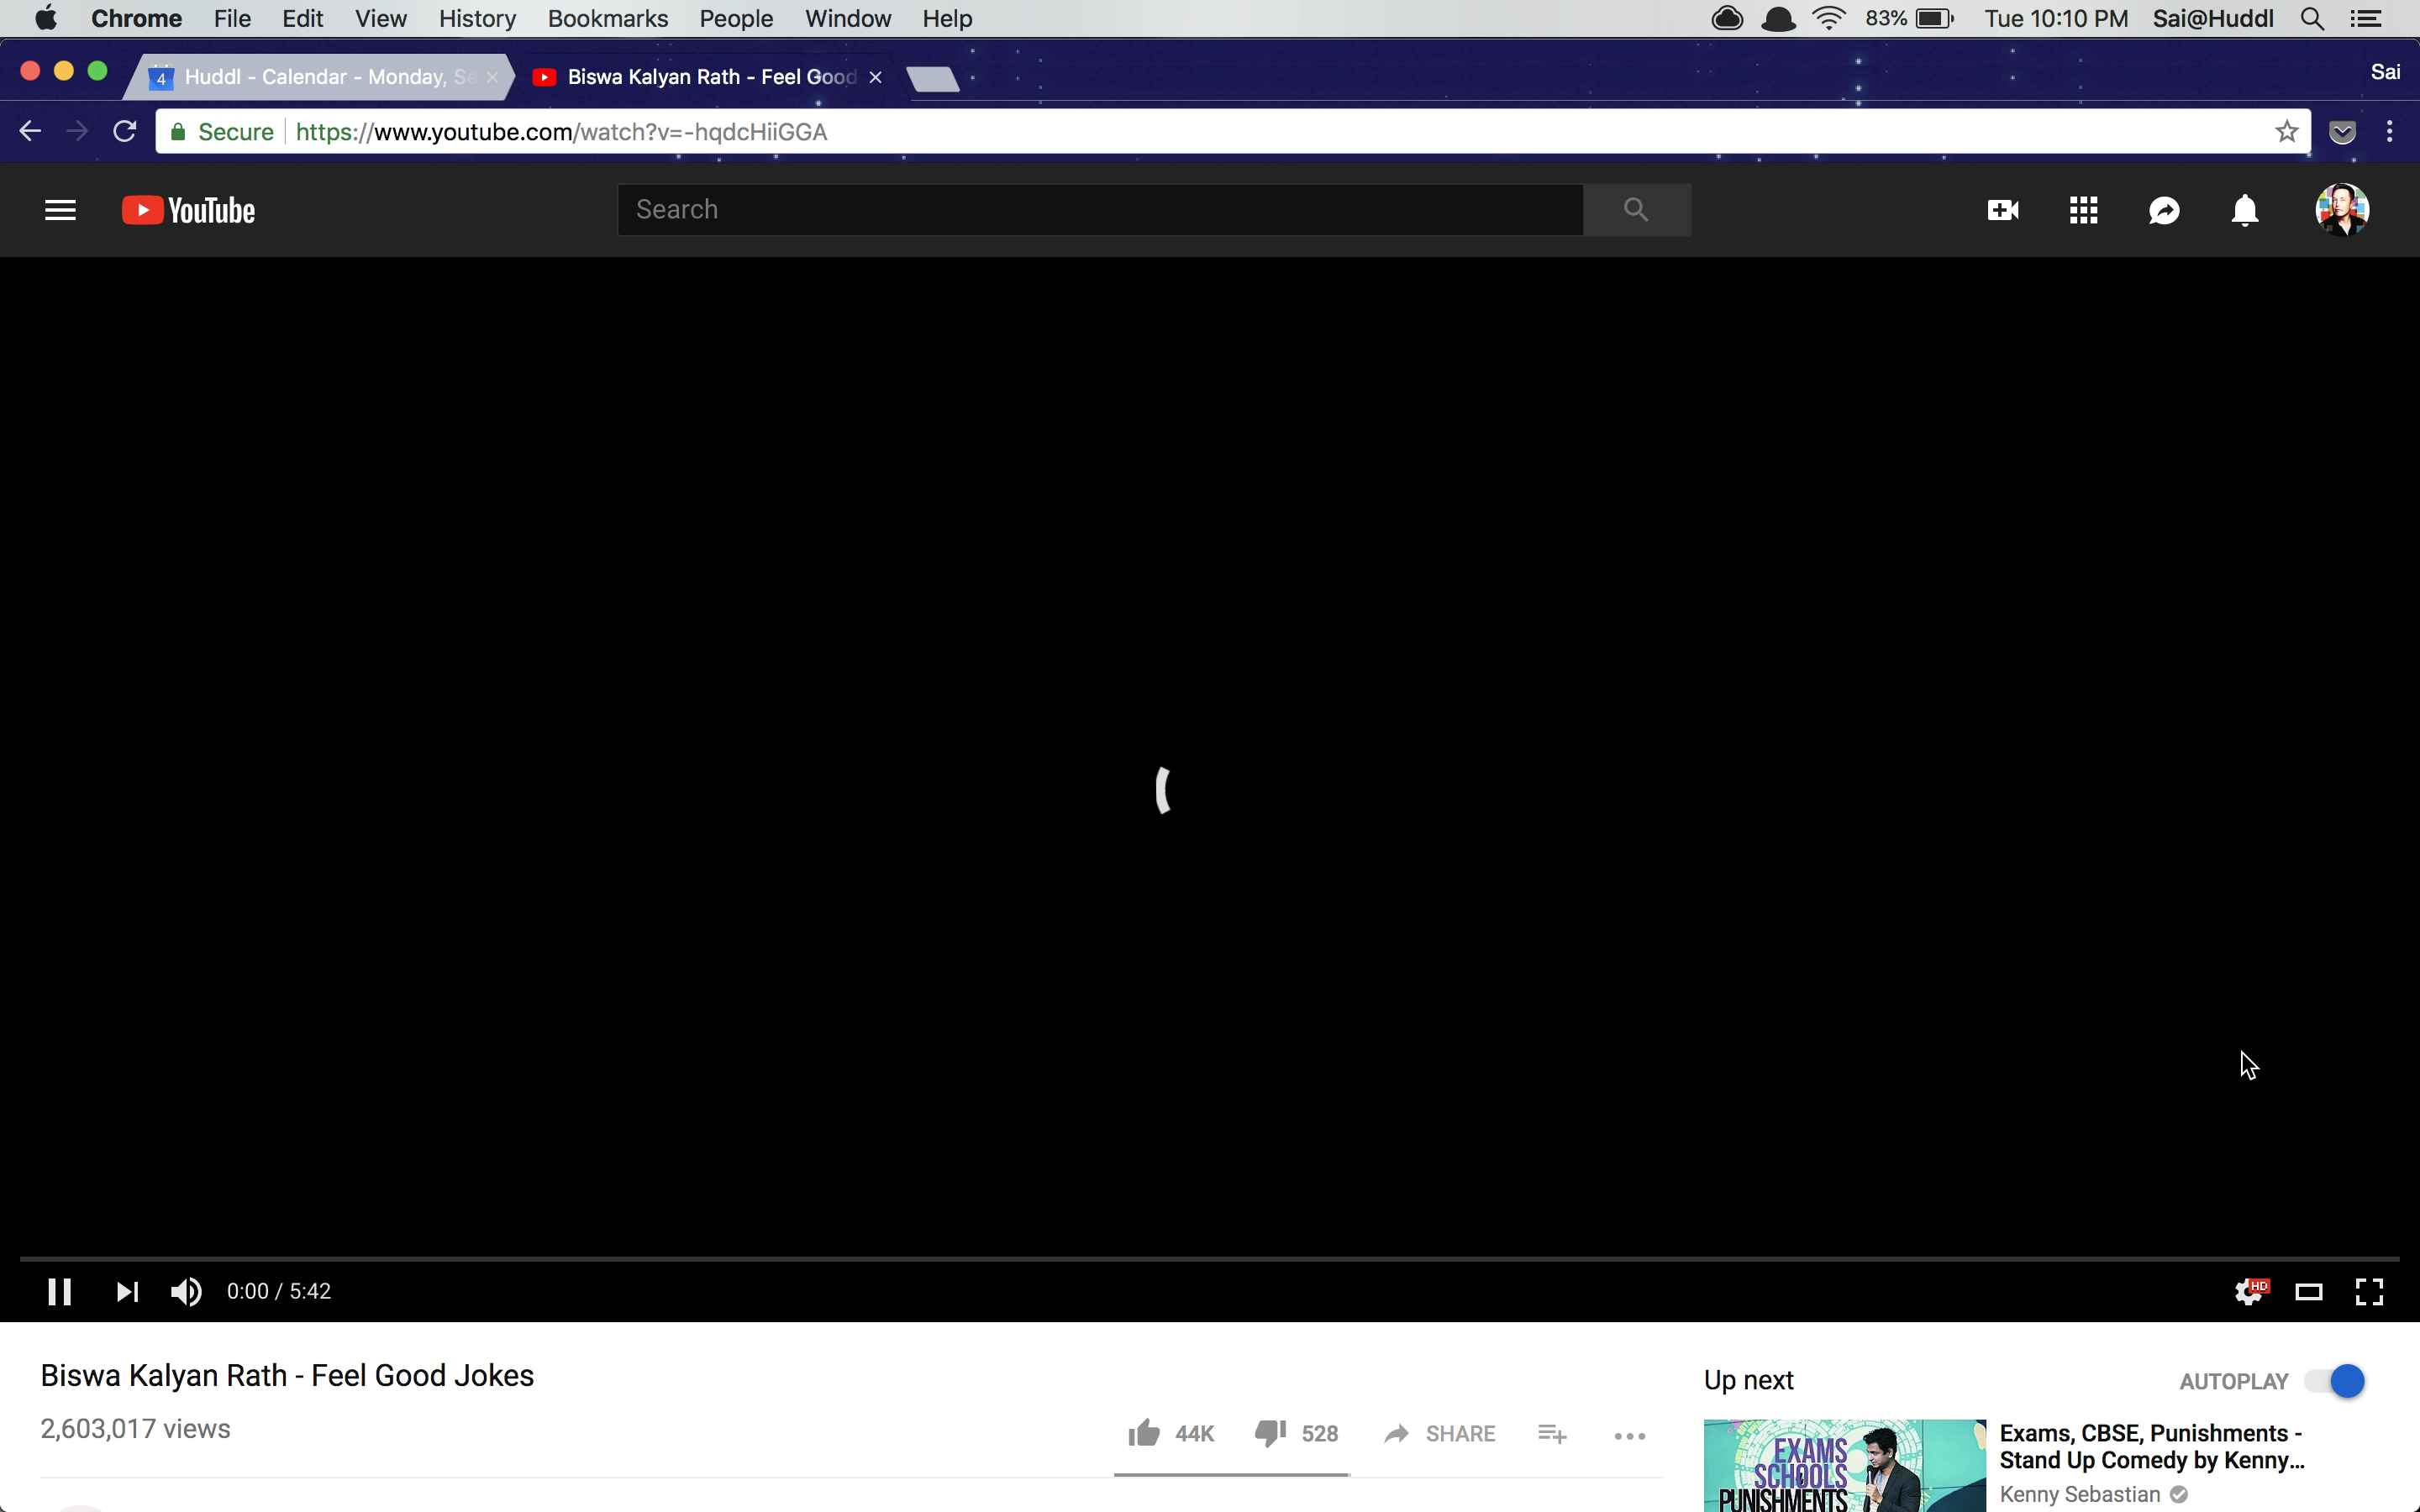 Chrome File Edit View History Bookmarks People Window Help 83% Tue 10:10 PM Sai@Huddl
4 Huddl - Calendar - Monday, Se Biswa Kalyan Rath - Feel Good Sai
Secure https://www.youtube.com/watch?v=-hqdcHiiGGA
YouTube Search
0:00 / 5:42 HD
Biswa Kalyan Rath - Feel Good Jokes
2,603,017 views
44K 528 SHARE
Up next AUTOPLAY
EXAMS
SCHOOLS
PUNISHMENTS
Exams, CBSE, Punishments -
Stand Up Comedy by Kenny...
Kenny Sebastian